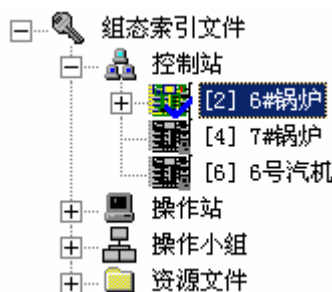 组态索引文件
控制站
[2] 6#锅炉
[4] 7#锅炉
[6] 6号汽机
操作站
操作小组
资源文件